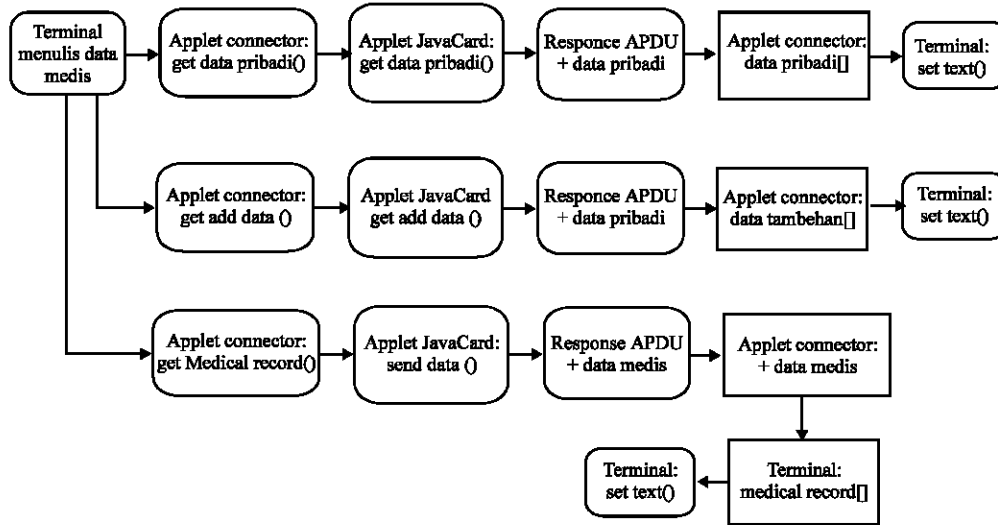 Terminal
menulis data
medis
Applet connector:
get data pribadi()
Applet JavaCard:
get data pribadi()
Responce APDU
+ data pribadi
Applet connector:
data pribadi[]
Terminal:
set text()
Applet connector:
get add data ()
Applet JavaCard
get add data ()
Responce APDU
+ data pribadi
Applet connector:
data tambehan[]
Terminal:
set text()
Applet connector:
get Medical record()
Applet JavaCard:
send data ()
Response APDU
+ data medis
Applet connector:
+ data medis
Terminal:
medical record[]
Terminal:
set text()